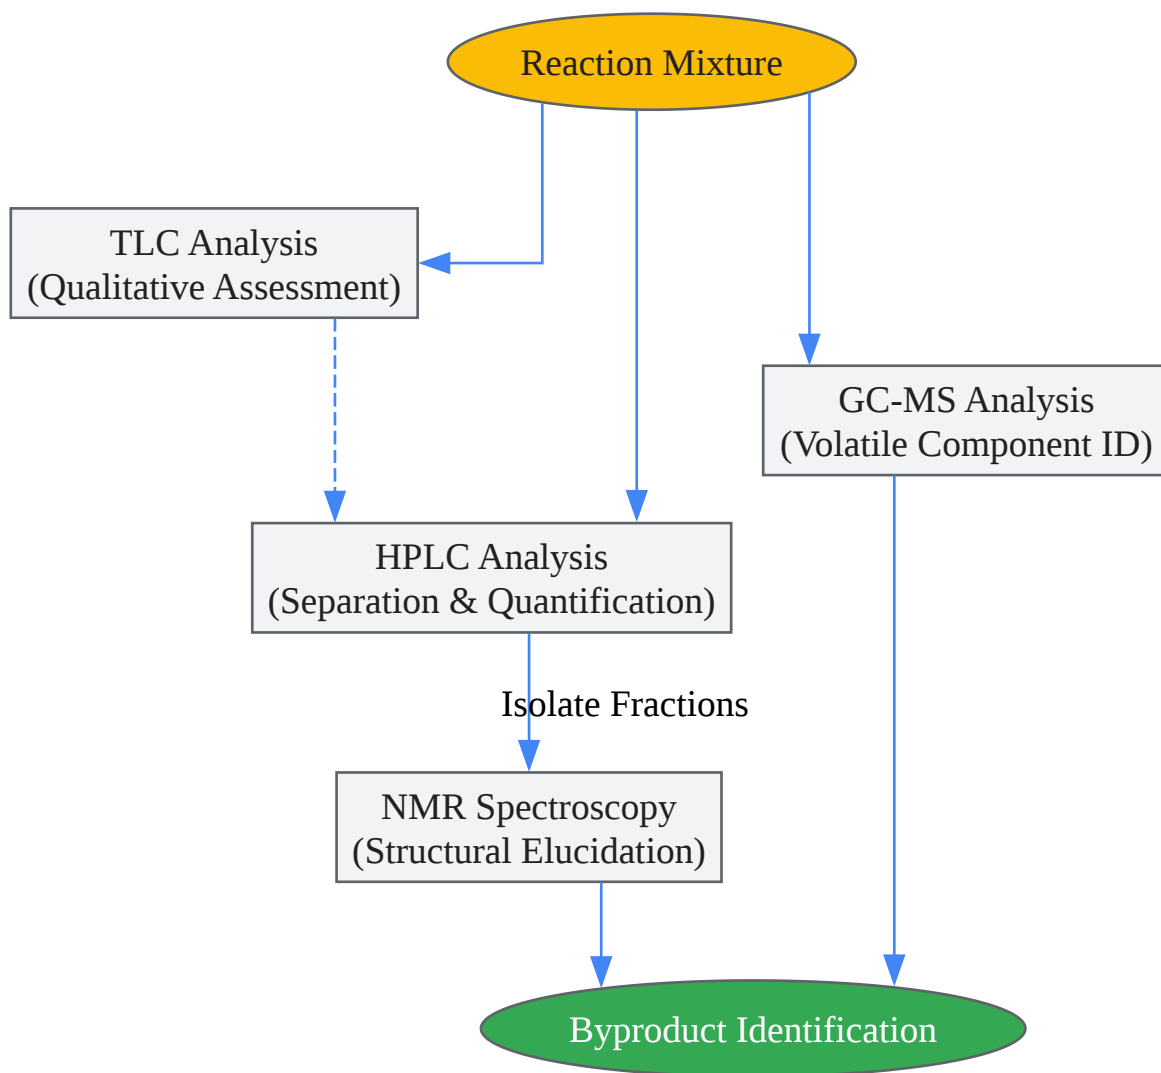 Reaction Mixture
TLC Analysis
(Qualitative Assessment)
GC-MS Analysis
(Volatile Component ID)
HPLC Analysis
(Separation & Quantification)
Isolate Fractions
NMR Spectroscopy
(Structural Elucidation)
Byproduct Identification